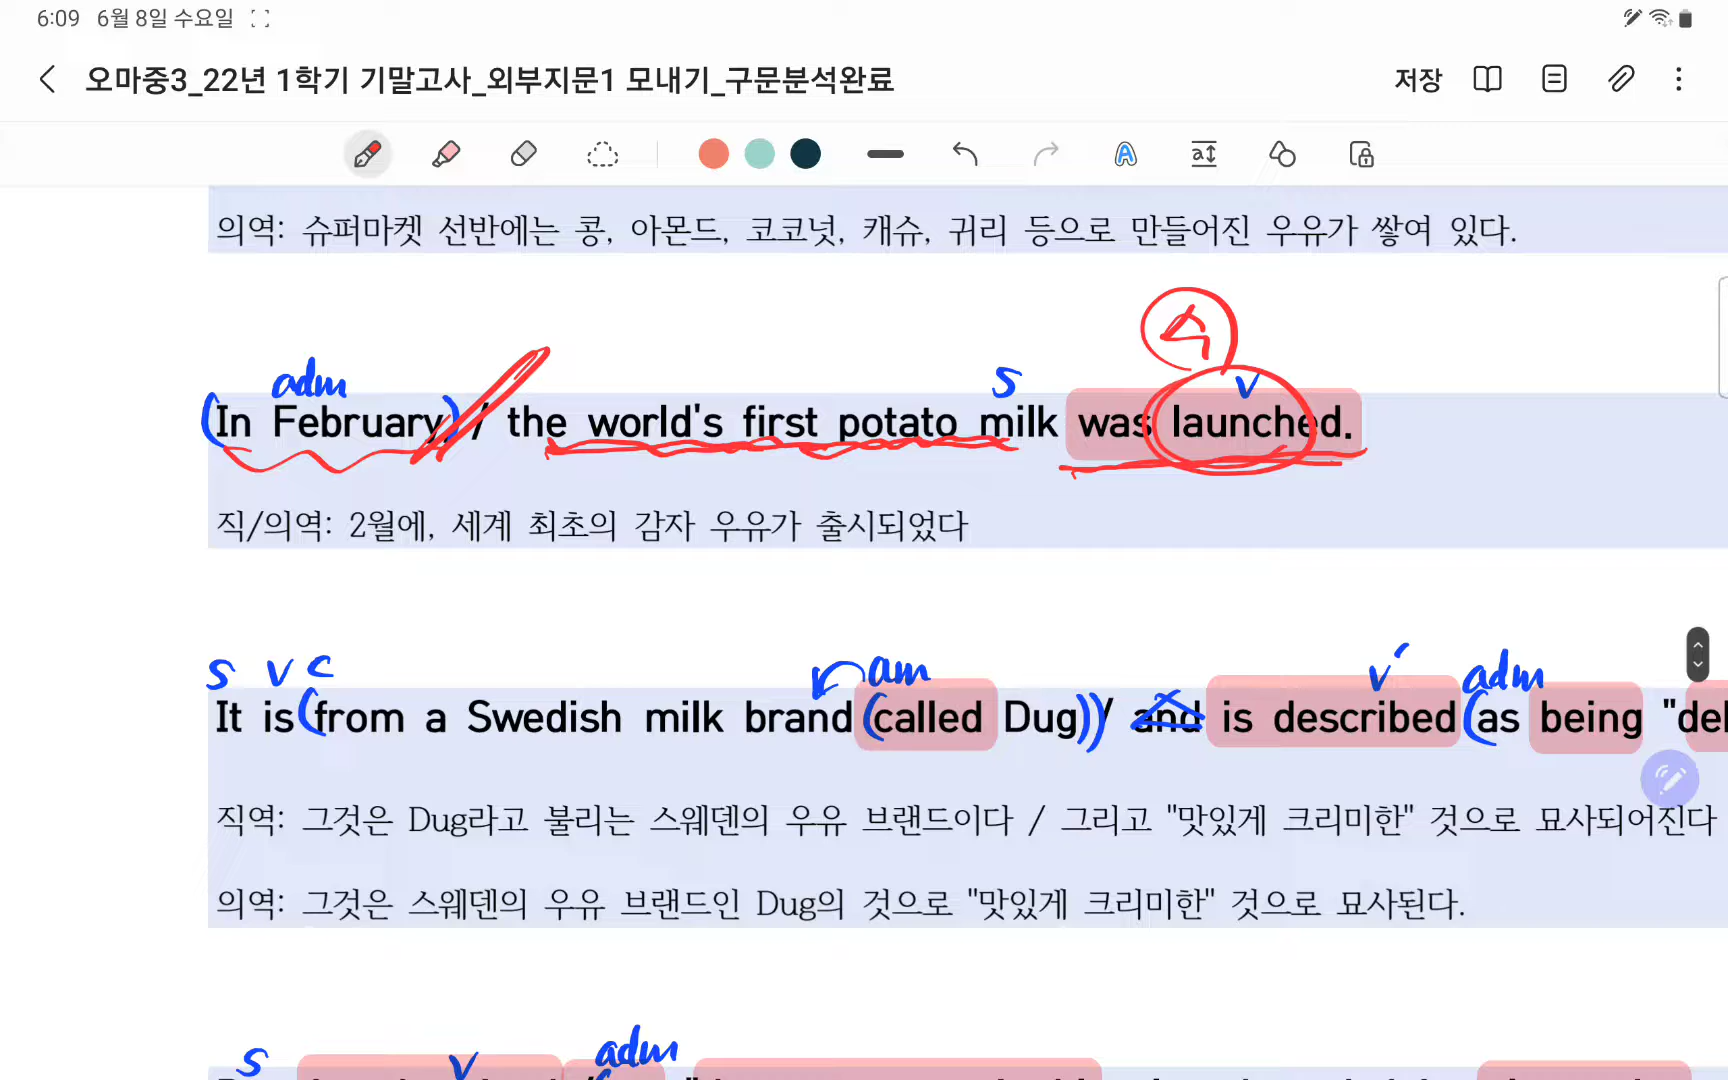 6:09 6월 8일 수요일
오마중3_22년 1학기 기말고사_외부지문1 모내기_구문분석완료
저장
의역: 슈퍼마켓 선반에는 콩, 아몬드, 코코넛, 캐슈, 귀리 등으로 만들어진 우유가 쌓여 있다.
수
adm s v
(In February,) / the world's first potato milk was launched.
직/의역: 2월에, 세계 최초의 감자 우유가 출시되었다
s v c am v' adm
It is (from a Swedish milk brand (called Dug)) / and is described (as being "del
직역: 그것은 Dug라고 불리는 스웨덴의 우유 브랜드이다 / 그리고 "맛있게 크리미한" 것으로 묘사되어진다
의역: 그것은 스웨덴의 우유 브랜드인 Dug의 것으로 "맛있게 크리미한" 것으로 묘사된다.
s v adm